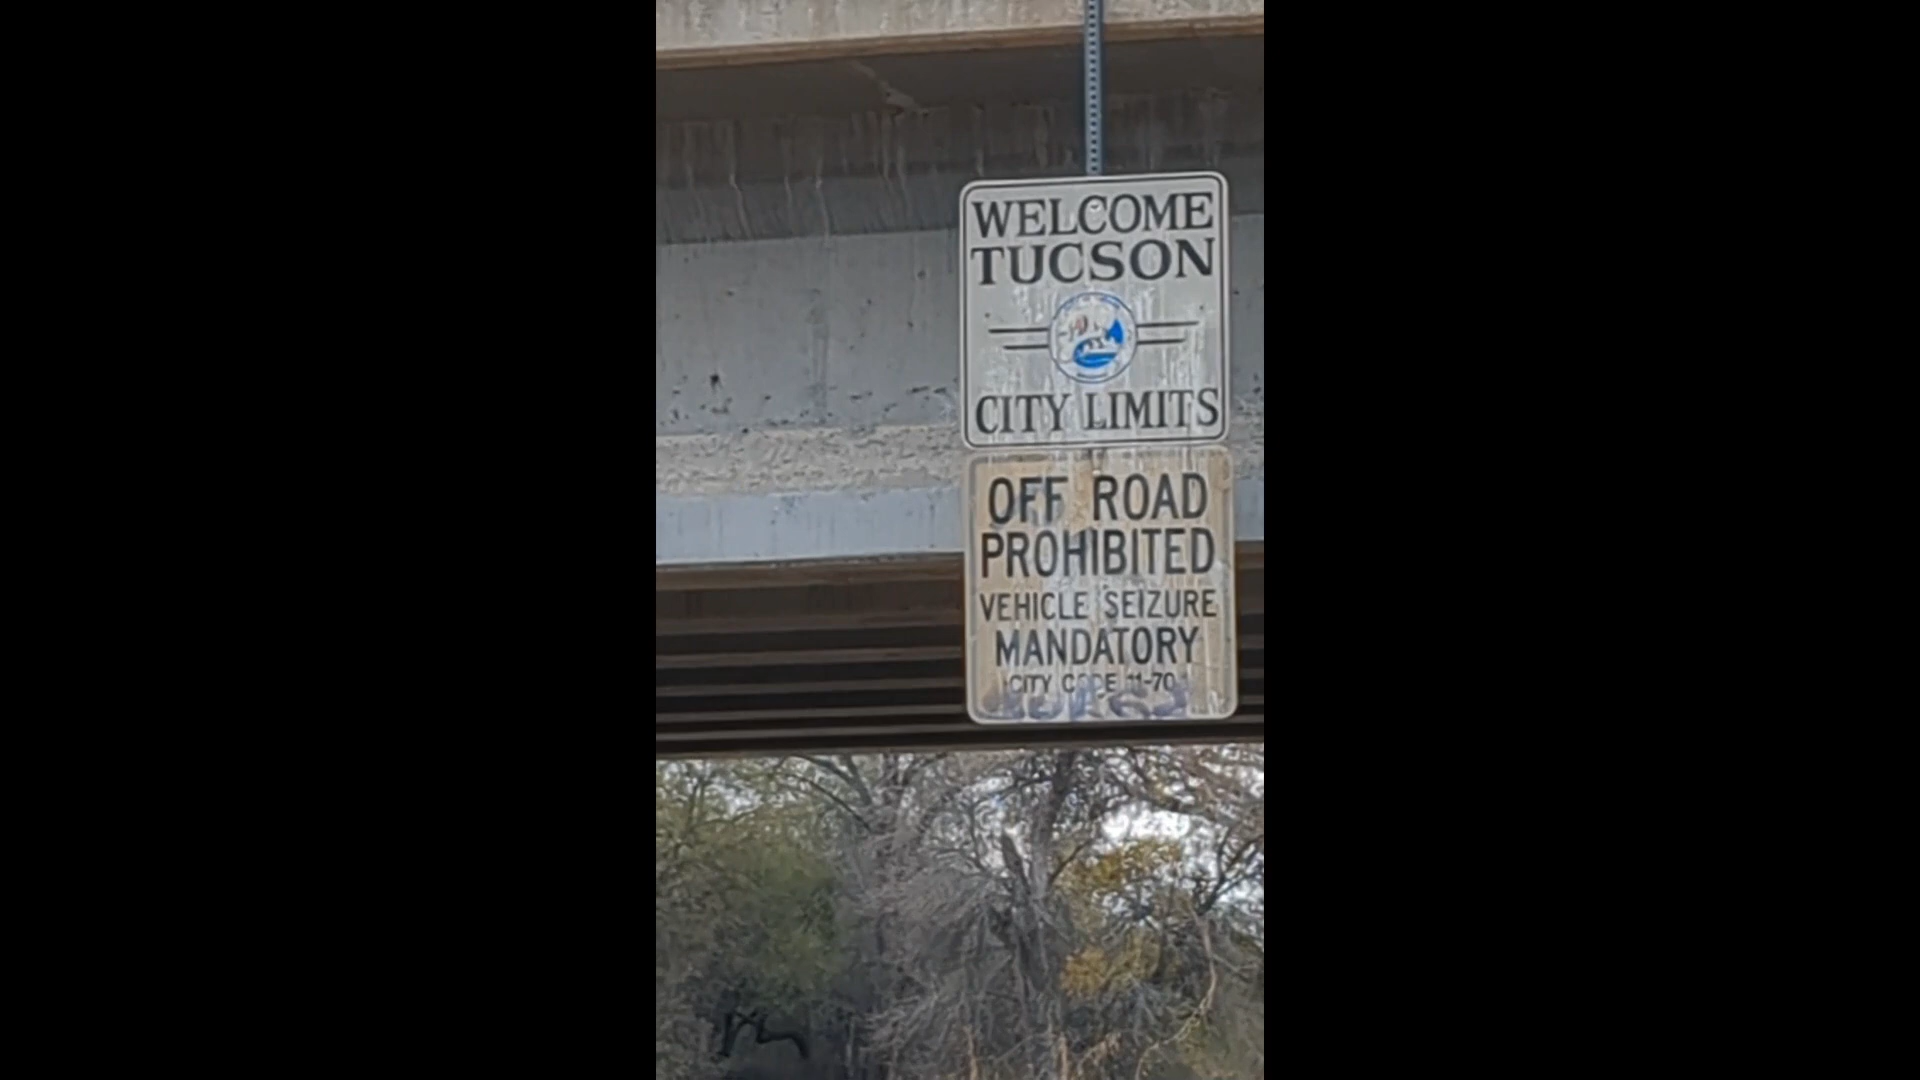 WELCOME
TUCSON
CITY LIMITS
OFF ROAD
PROHIBITED
VEHICLE SEIZURE
MANDATORY
CITY CODE 11-70